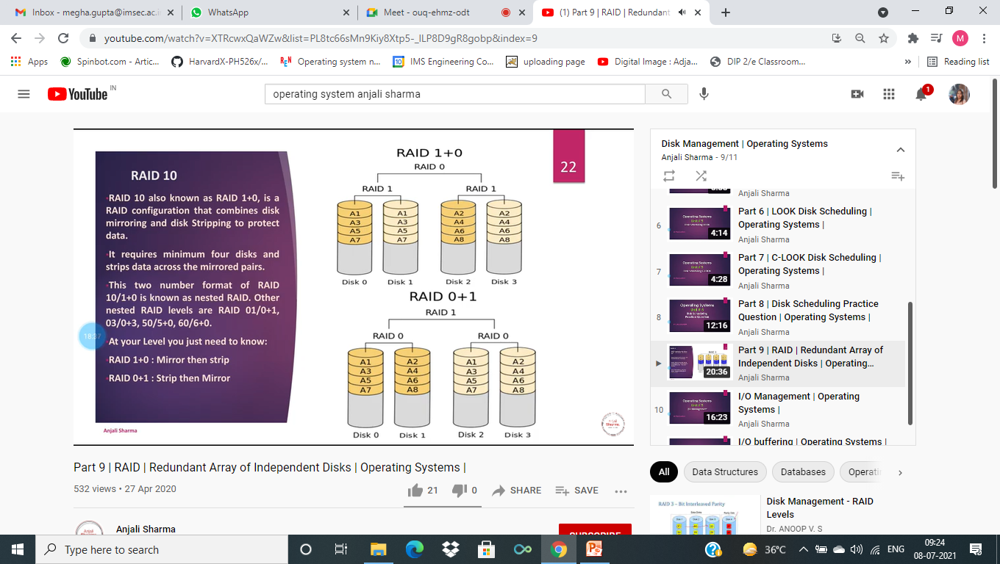 Inbox - megha.gupta@imsec.ac.i
WhatsApp
Meet - ouq-ehmz-odt
(1) Part 9 | RAID | Redundant
youtube.com/watch?v=XTRcwxQaWZw&list=PL8tc66sMn9Kiy8Xtp5-_ILP8D9gR8gobp&index=9
M
Apps
Spinbot.com - Artic...
HarvardX-PH526x/...
Operating system n...
IMS Engineering Co...
uploading page
Digital Image : Adja...
DIP 2/e Classroom...
»
Reading list
YouTube IN
operating system anjali sharma
1
22
RAID 10
RAID 10 also known as RAID 1+0, is a
RAID configuration that combines disk
mirroring and disk Stripping to protect
data.
It requires minimum four disks and
strips data across the mirrored pairs.
This two number format of RAID
10/1+0 is known as nested RAID. Other
nested RAID levels are RAID 01/0+1,
03/0+3, 50/5+0, 60/6+0.
At your Level you just need to know:
RAID 1+0 : Mirror then strip
RAID 0+1 : Strip then Mirror
18:37
Anjali Sharma
RAID 1+0
RAID 0
RAID 1 RAID 1
A1 A1 A2 A2
A3 A3 A4 A4
A5 A5 A6 A6
A7 A7 A8 A8
Disk 0 Disk 1 Disk 2 Disk 3
RAID 0+1
RAID 1
RAID 0 RAID 0
A1 A2 A1 A2
A3 A4 A3 A4
A5 A6 A5 A6
A7 A8 A7 A8
Disk 0 Disk 1 Disk 2 Disk 3
Anjali
Sharma
Part 9 | RAID | Redundant Array of Independent Disks | Operating Systems |
532 views • 27 Apr 2020
21
0
SHARE
SAVE
Anjali Sharma
SUBSCRIBE
Disk Management | Operating Systems
Anjali Sharma - 9/11
Anjali Sharma
6
4:14
Part 6 | LOOK Disk Scheduling |
Operating Systems |
Anjali Sharma
7
4:28
Part 7 | C-LOOK Disk Scheduling |
Operating Systems |
Anjali Sharma
8
12:16
Part 8 | Disk Scheduling Practice
Question | Operating Systems |
Anjali Sharma
20:36
Part 9 | RAID | Redundant Array of
Independent Disks | Operating...
Anjali Sharma
10
16:23
I/O Management | Operating
Systems |
Anjali Sharma
I/O buffering | Operating Systems |
All
Data Structures
Databases
Operati
RAID 3 – Bit Interleaved Parity
Disk Management - RAID
Levels
Dr. ANOOP V. S
Type here to search
36°C
ENG
09:24
08-07-2021